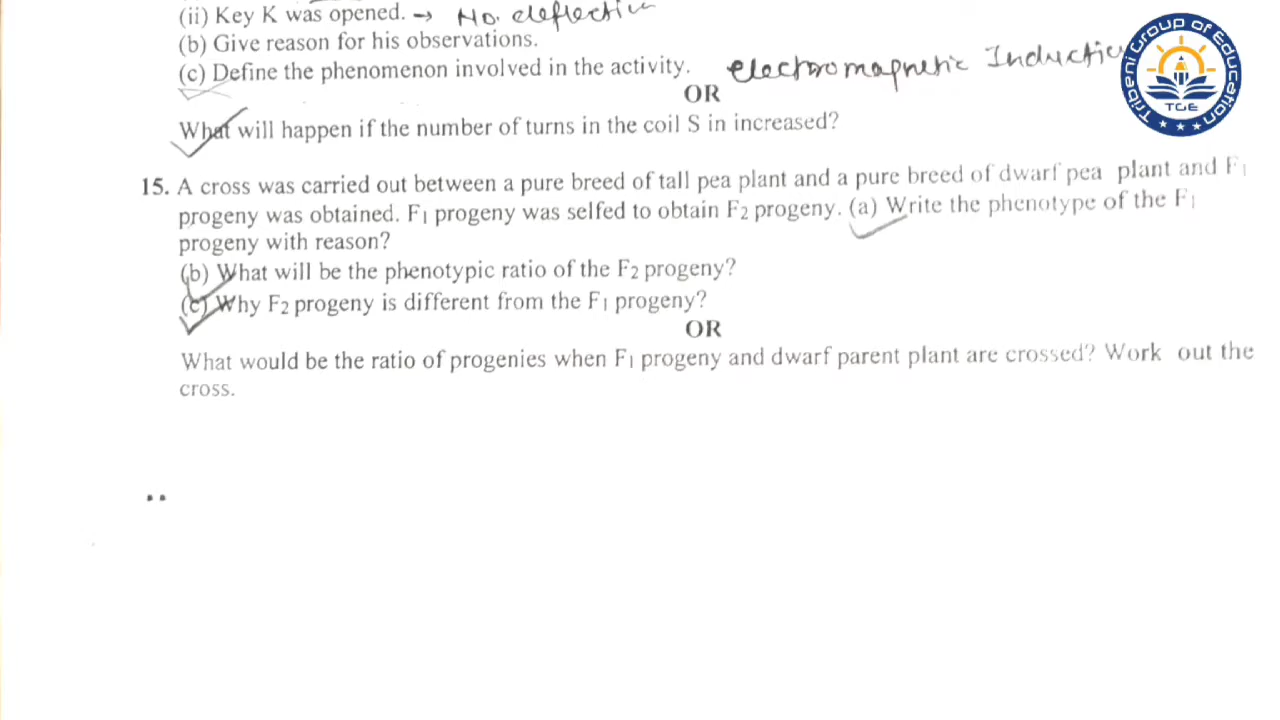 (ii) Key K was opened. → No. deflection
(b) Give reason for his observations.
(c) Define the phenomenon involved in the activity. electromagnetic Induction
OR
What will happen if the number of turns in the coil S in increased?
15. A cross was carried out between a pure breed of tall pea plant and a pure breed of dwarf pea plant and F1
progeny was obtained. F1 progeny was selfed to obtain F2 progeny. (a) Write the phenotype of the F1
progeny with reason?
(b) What will be the phenotypic ratio of the F2 progeny?
(c) Why F2 progeny is different from the F1 progeny?
OR
What would be the ratio of progenies when F1 progeny and dwarf parent plant are crossed? Work out the
cross.
Tribeni Group of Education
TGE